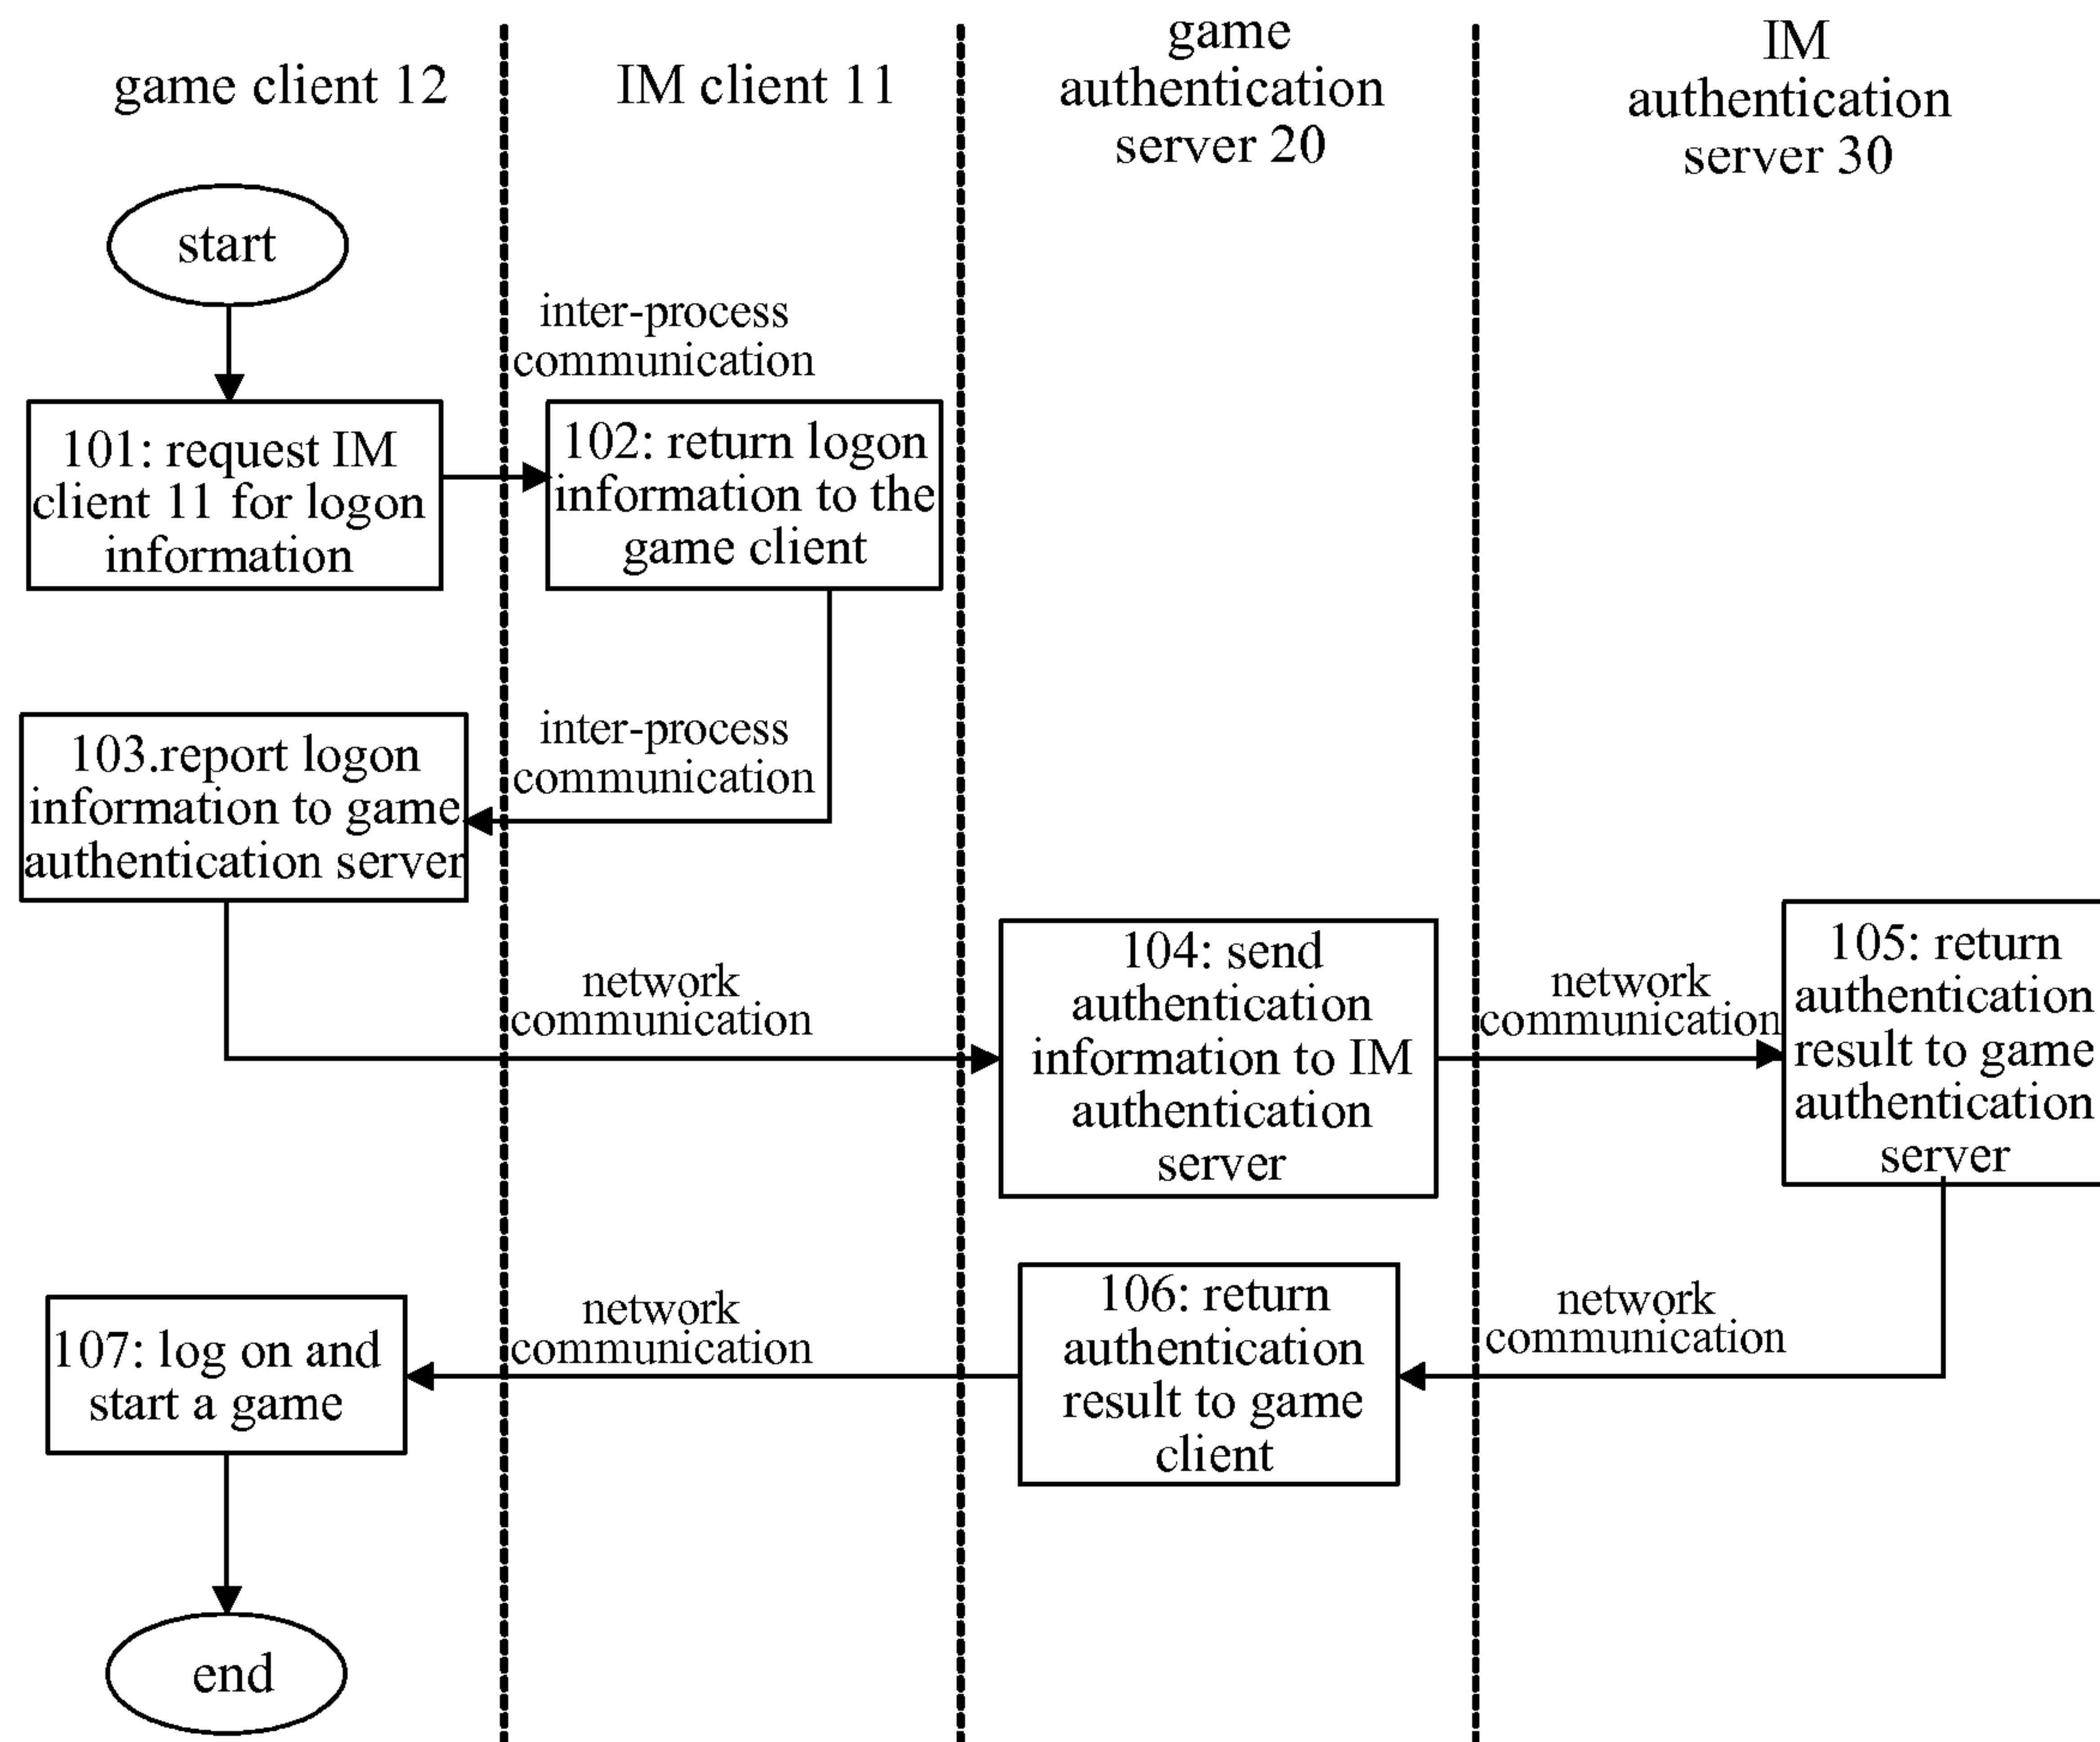 game client 12
IM client 11
game
authentication
server 20
IM
authentication
server 30
start
inter-process
communication
101: request IM
client 11 for logon
information
102: return logon
information to the
game client
103.report logon
information to game
authentication server
inter-process
communication
network
communication
104: send
authentication
information to IM
authentication
server
network
communication
105: return
authentication
result to game
authentication
server
107: log on and
start a game
network
communication
106: return
authentication
result to game
client
network
communication
end